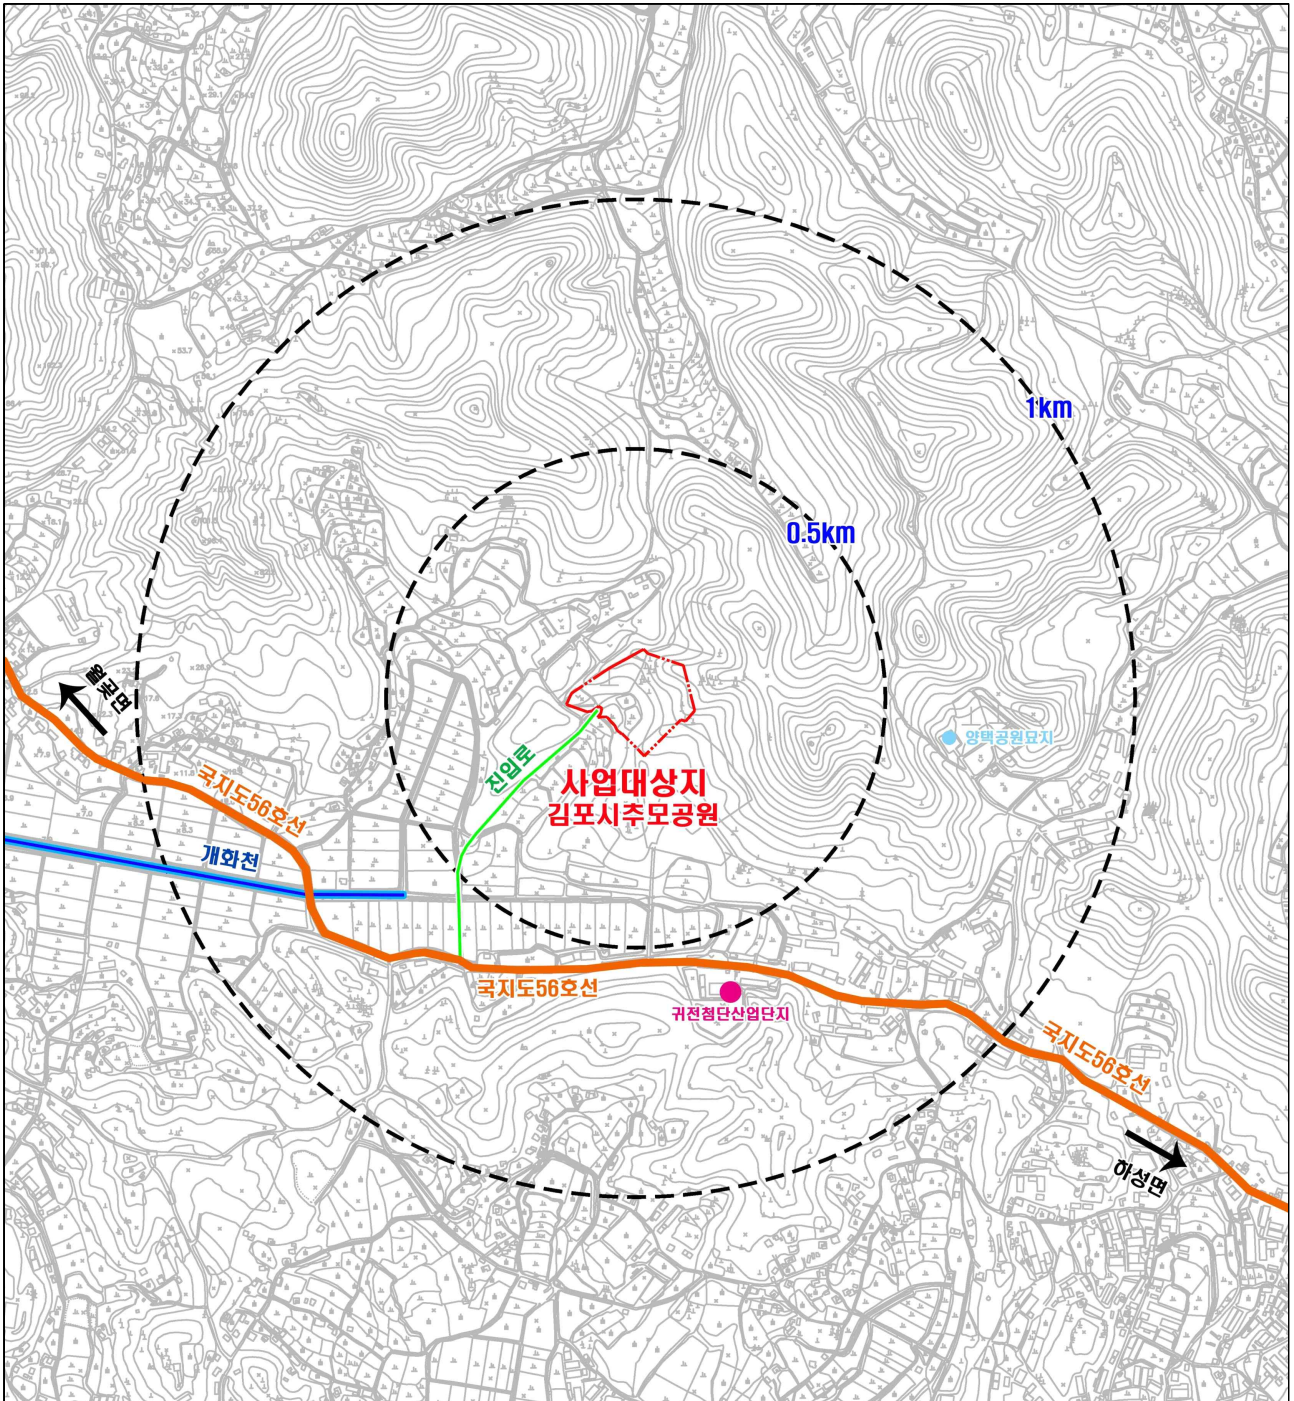 1km
0.5km
월곶면
양택공원묘지
진입로
사업대상지
김포시추모공원
국지도56호선
개화천
국지도56호선
귀전첨단산업단지
국지도56호선
하성면